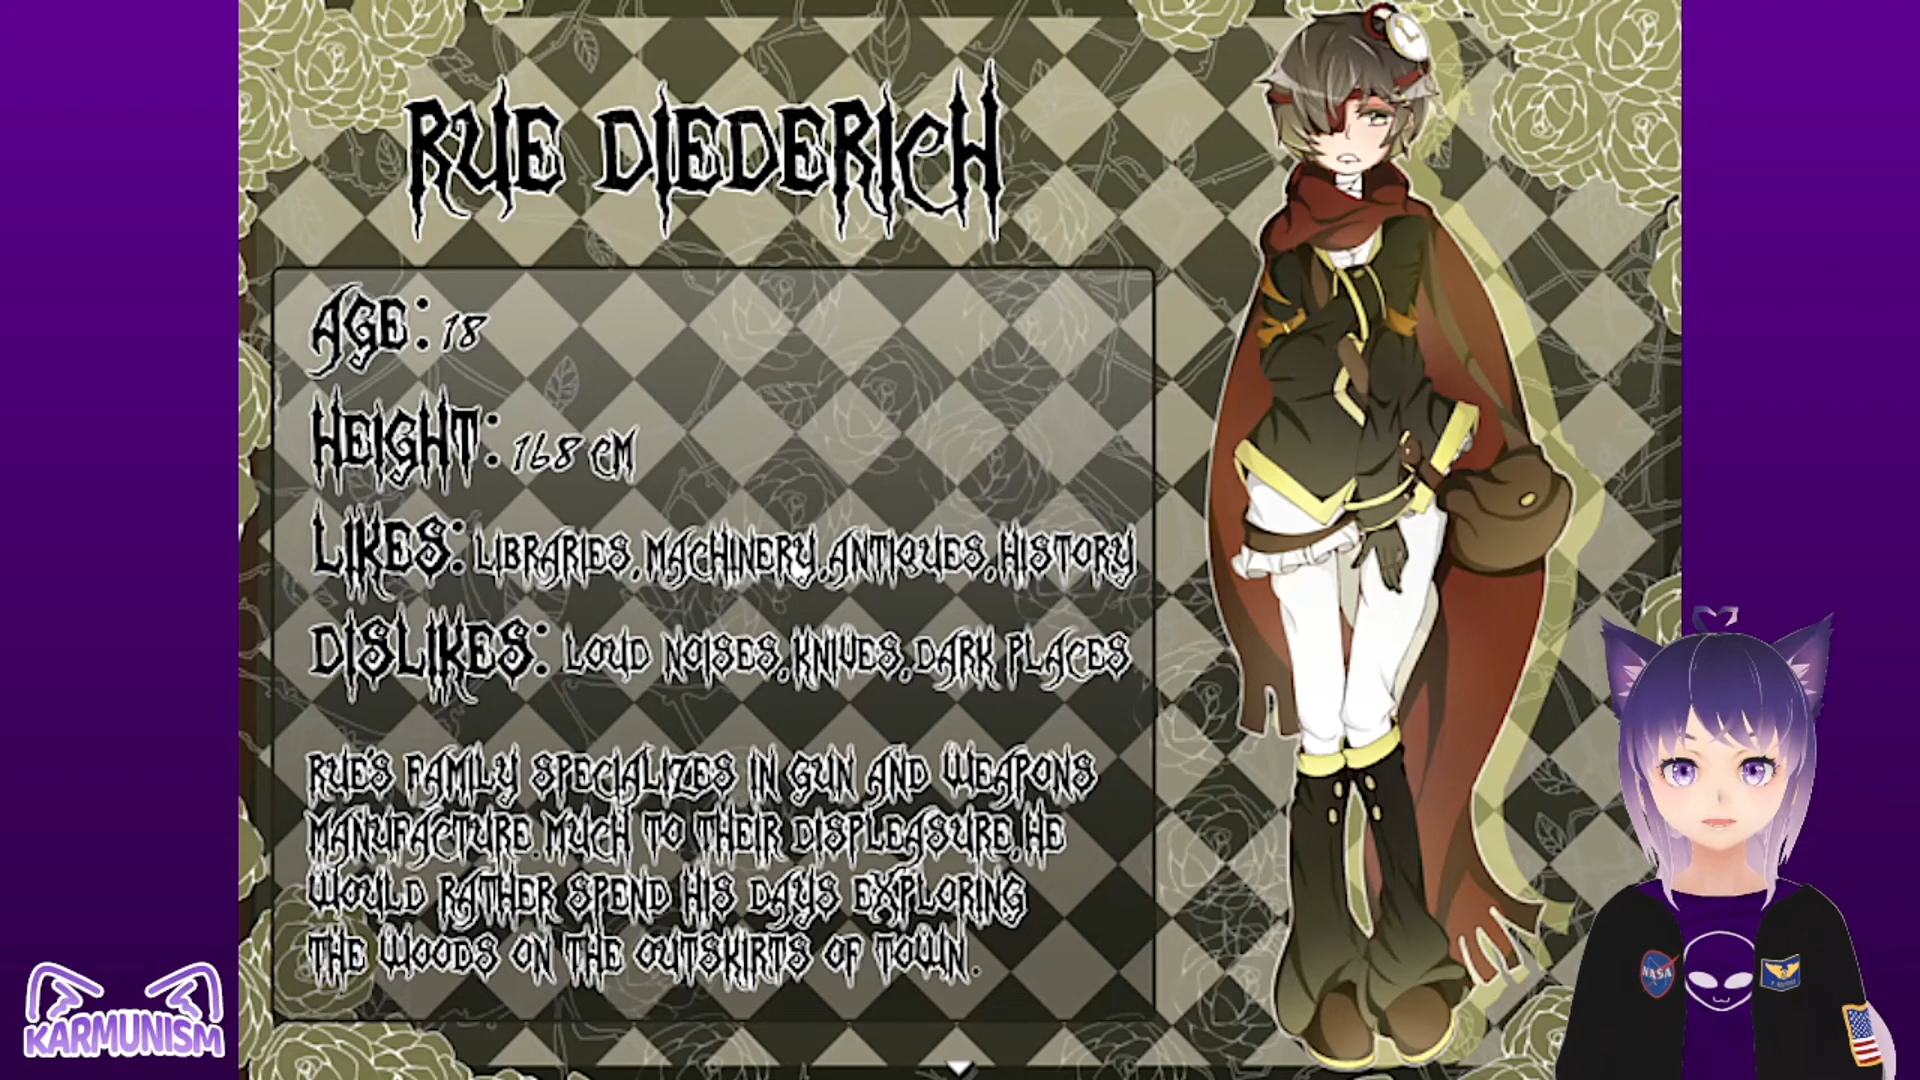 RUE DIEDERICH
AGE: 18
HEIGHT: 168 CM
LIKES: LIBRARIES, MACHINERY, ANTIQUES, HISTORY
DISLIKES: LOUD NOISES, KNIVES, DARK PLACES
RUE'S FAMILY SPECIALIZES IN GUN AND WEAPONS
MANUFACTURE. MUCH TO THEIR DISPLEASURE, HE
WOULD RATHER SPEND HIS DAYS EXPLORING
THE WOODS ON THE OUTSKIRTS OF TOWN.
NASA
KARMUNISM